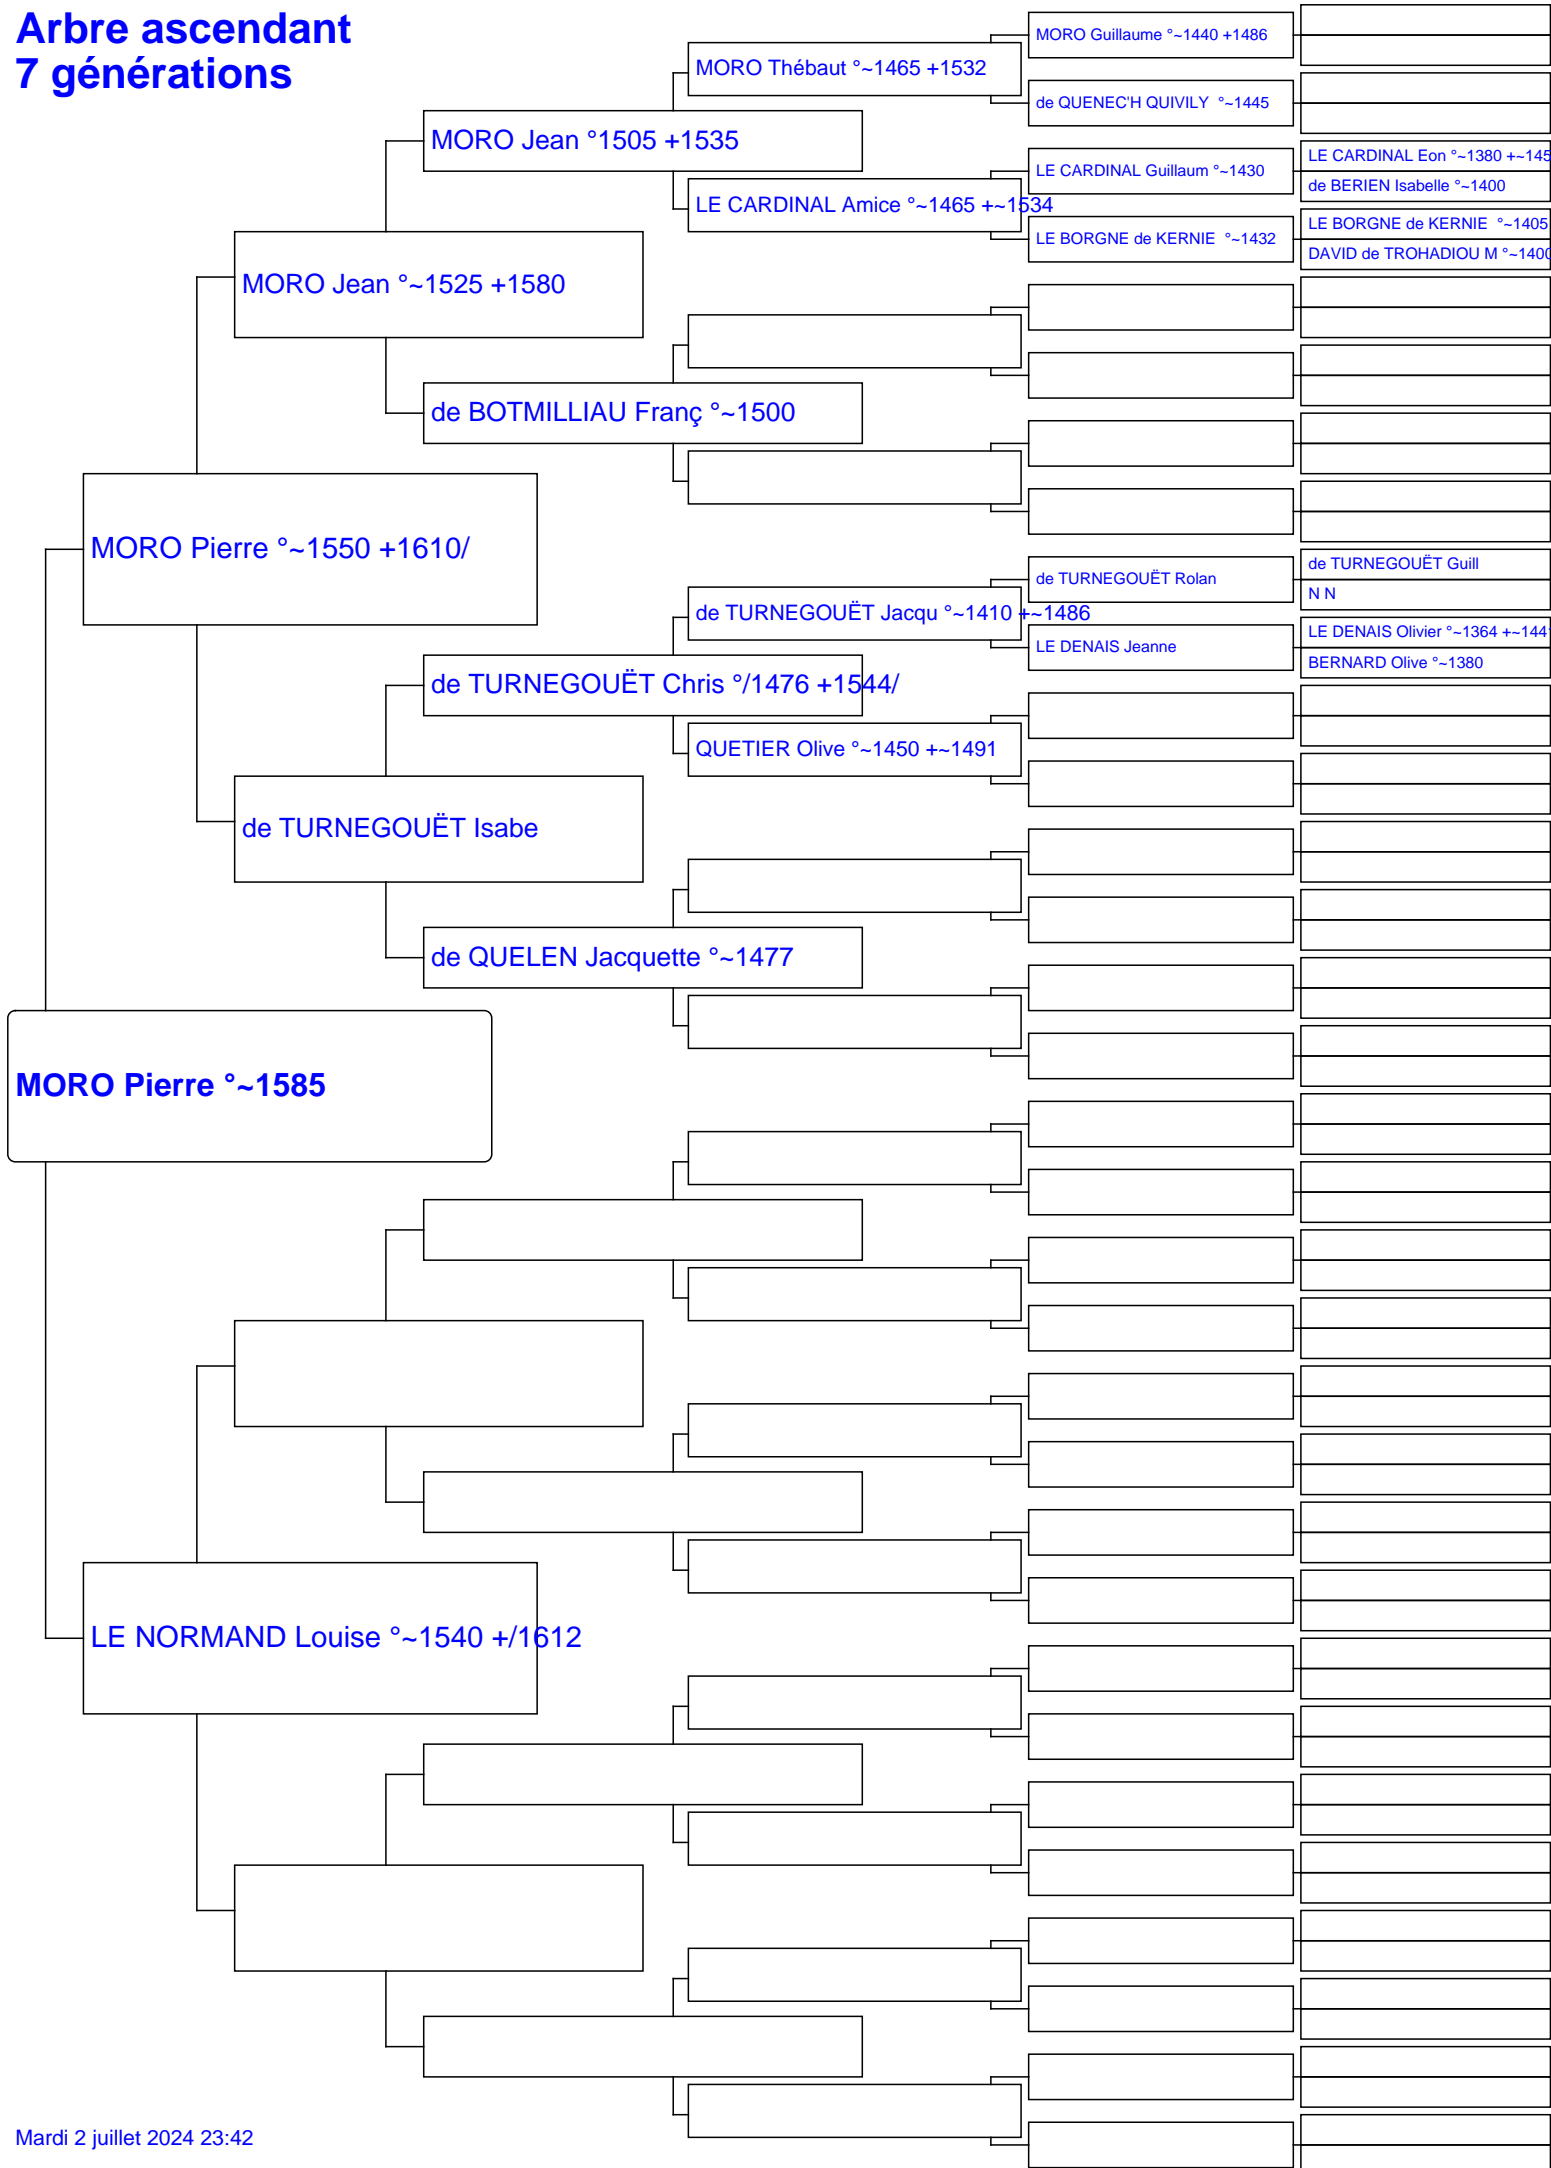 Arbre ascendant
7 générations
MORO Guillaume °~1440 +1486
MORO Thébaut °~1465 +1532
de QUENEC'H QUIVILY °~1445
MORO Jean °1505 +1535
LE CARDINAL Eon °~1380 +~145
LE CARDINAL Guillaum °~1430
de BERIEN Isabelle °~1400
LE CARDINAL Amice °~1465 +~1534
LE BORGNE de KERNIE °~1405
LE BORGNE de KERNIE °~1432
DAVID de TROHADIOU M °~1400
MORO Jean °~1525 +1580
de BOTMILLIAU Franç °~1500
MORO Pierre °~1550 +1610/
de TURNEGOUËT Guill
de TURNEGOUËT Rolan
N N
de TURNEGOUËT Jacqu °~1410 +~1486
LE DENAIS Olivier °~1364 +~144
LE DENAIS Jeanne
BERNARD Olive °~1380
de TURNEGOUËT Chris °/1476 +1544/
QUETIER Olive °~1450 +~1491
de TURNEGOUËT Isabe
de QUELEN Jacquette °~1477
MORO Pierre °~1585
LE NORMAND Louise °~1540 +/1612
Mardi 2 juillet 2024 23:42